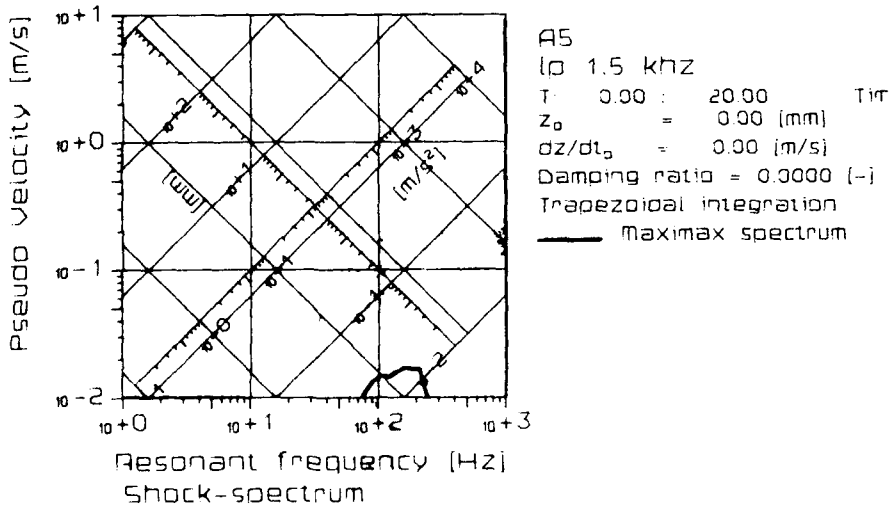 Pseudo velocity [m/s]
10+1
10+0
10-1
10-2
10+0
10+1
10+2
10+3
Resonant frequency [Hz]
Shock-spectrum
[mm]
[m/s²]
A5
lp 1.5 khz
T: 0.00 : 20.00 Tim
z₀ = 0.00 [mm]
dz/dt₀ = 0.00 [m/s]
Damping ratio = 0.0000 [-]
Trapezoidal integration
Maximax spectrum